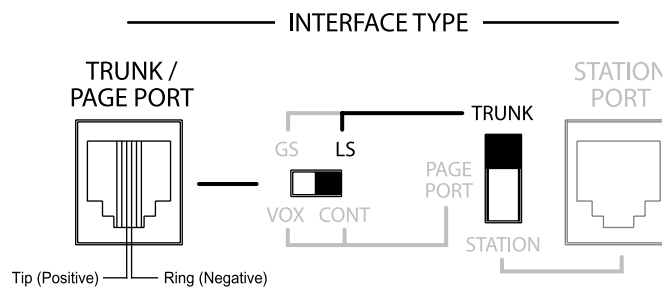 INTERFACE TYPE
TRUNK /
PAGE PORT
STATION
PORT
TRUNK
GS LS
PAGE
PORT
VOX CONT
STATION
Tip (Positive) Ring (Negative)